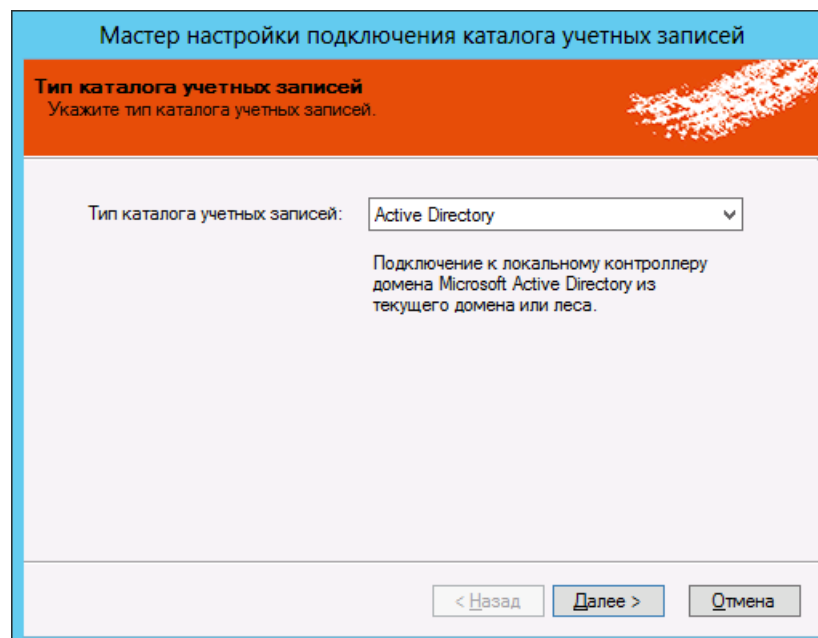 Мастер настройки подключения каталога учетных записей
Тип каталога учетных записей
Укажите тип каталога учетных записей.
Тип каталога учетных записей: Active Directory
Подключение к локальному контроллеру
домена Microsoft Active Directory из
текущего домена или леса.
< Назад Далее > Отмена